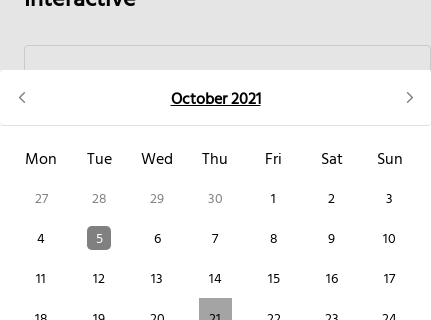 Interactive
October 2021
Mon Tue Wed Thu Fri Sat Sun
27 28 29 30 1 2 3
4 5 6 7 8 9 10
11 12 13 14 15 16 17
18 19 20 21 22 23 24